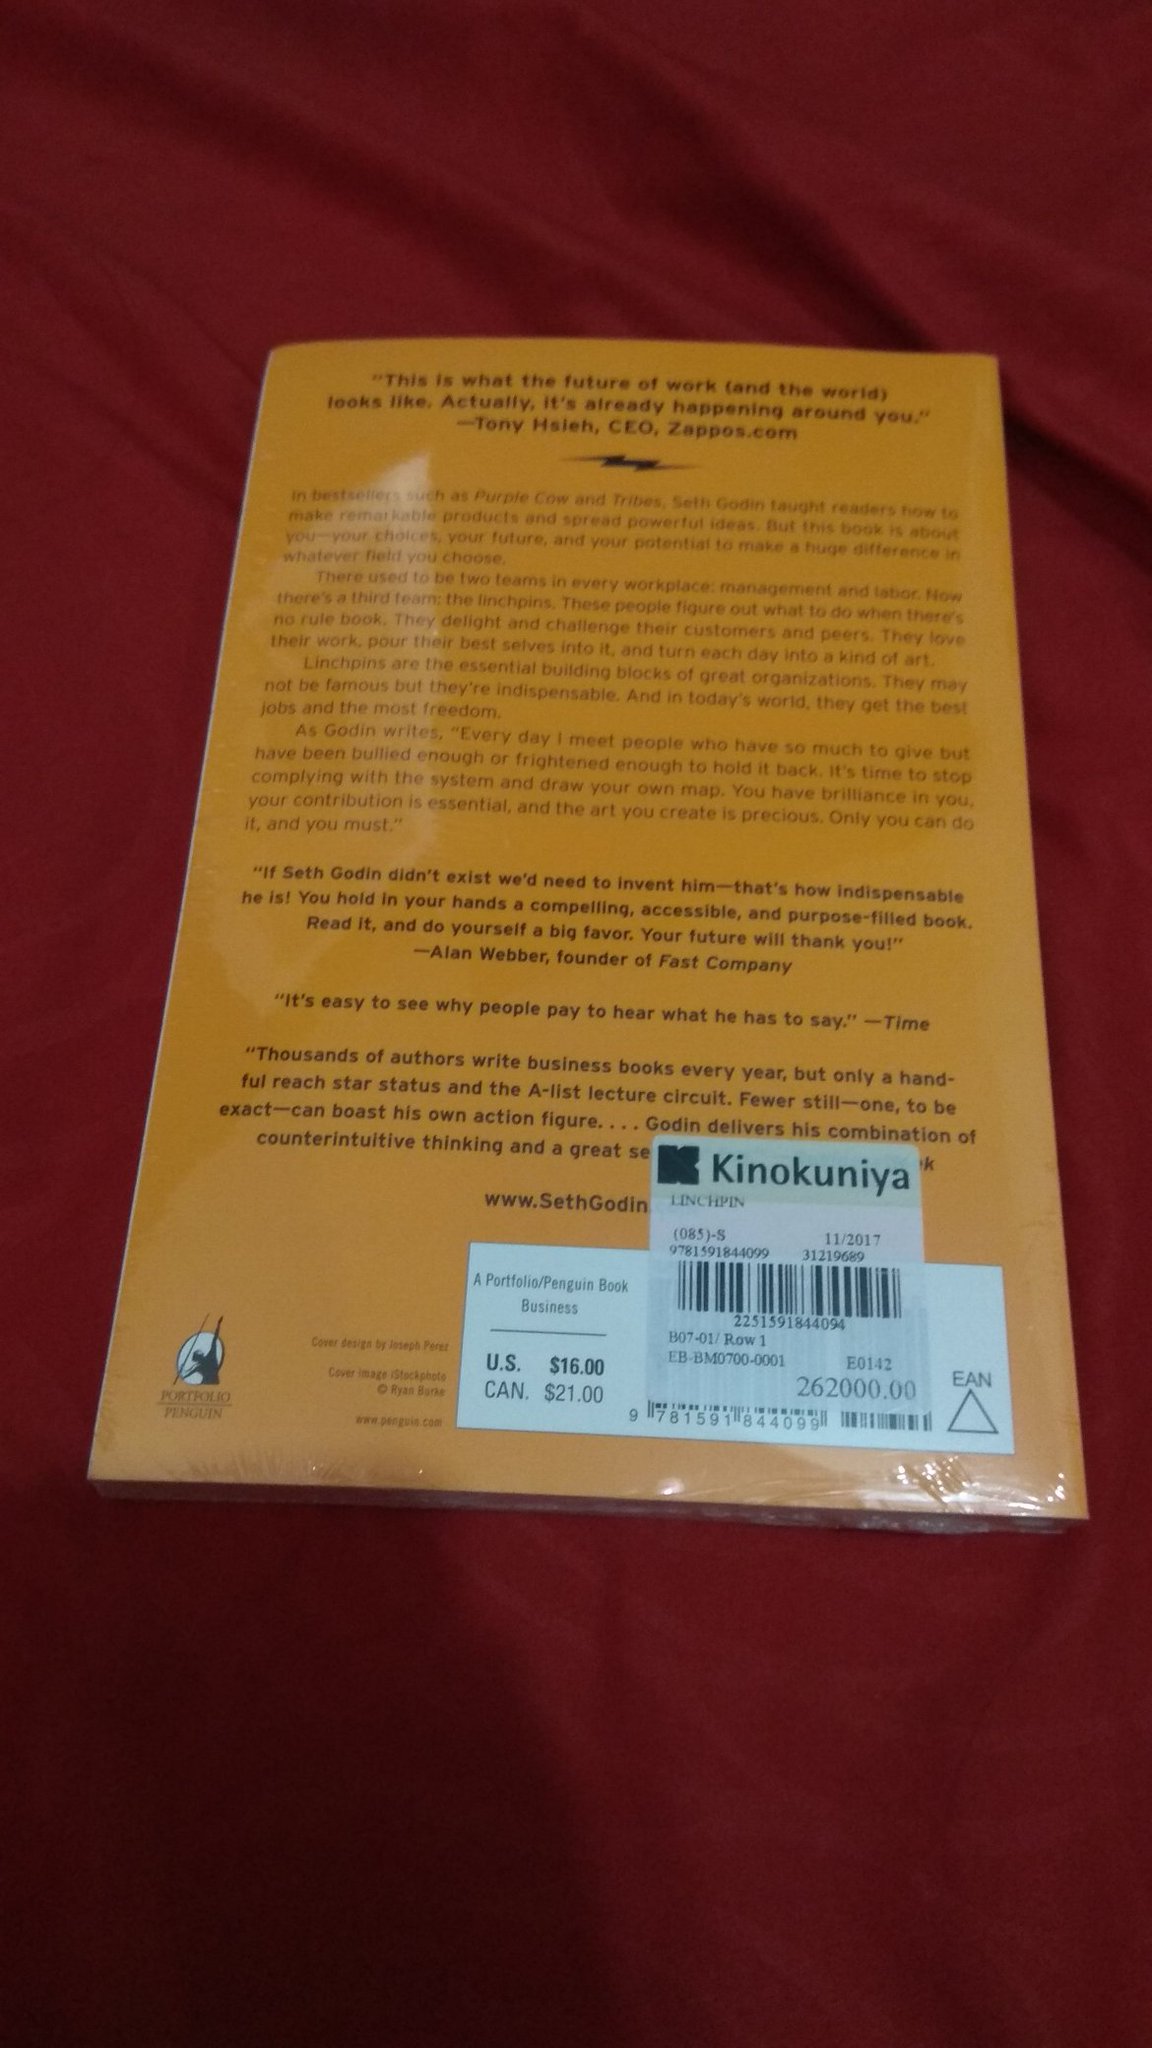 "This is what the future of work (and the world)
looks like. Actually, it's already happening around you."
—Tony Hsieh, CEO, Zappos.com
In bestsellers such as Purple Cow and Tribes, Seth Godin taught readers how to
make remarkable products and spread powerful ideas. But this book is about
you—your choices, your future, and your potential to make a huge difference in
whatever field you choose.
There used to be two teams in every workplace: management and labor. Now
there's a third team: the linchpins. These people figure out what to do when there's
no rule book. They delight and challenge their customers and peers. They love
their work, pour their best selves into it, and turn each day into a kind of art.
Linchpins are the essential building blocks of great organizations. They may
not be famous but they're indispensable. And in today's world, they get the best
jobs and the most freedom.
As Godin writes, "Every day I meet people who have so much to give but
have been bullied enough or frightened enough to hold it back. It's time to stop
complying with the system and draw your own map. You have brilliance in you,
your contribution is essential, and the art you create is precious. Only you can do
it, and you must."
"If Seth Godin didn't exist we'd need to invent him—that's how indispensable
he is! You hold in your hands a compelling, accessible, and purpose-filled book.
Read it, and do yourself a big favor. Your future will thank you!"
—Alan Webber, founder of Fast Company
"It's easy to see why people pay to hear what he has to say." —Time
"Thousands of authors write business books every year, but only a hand-
ful reach star status and the A-list lecture circuit. Fewer still—one, to be
exact—can boast his own action figure. . . . Godin delivers his combination of
counterintuitive thinking and a great
www.SethGodin
Kinokuniya
LINCHPIN
(085)-S 11/2017
9781591844099 31219689
2251591844094
B07-01/ Row 1
EB-BM0700-0001 E0142
262000.00
A Portfolio/Penguin Book
Business
U.S. $16.00
CAN. $21.00
9 781591 844099
EAN
PORTFOLIO
PENGUIN
Cover design by Joseph Perez
Cover image iStockphoto
© Ryan Burke
www.penguin.com